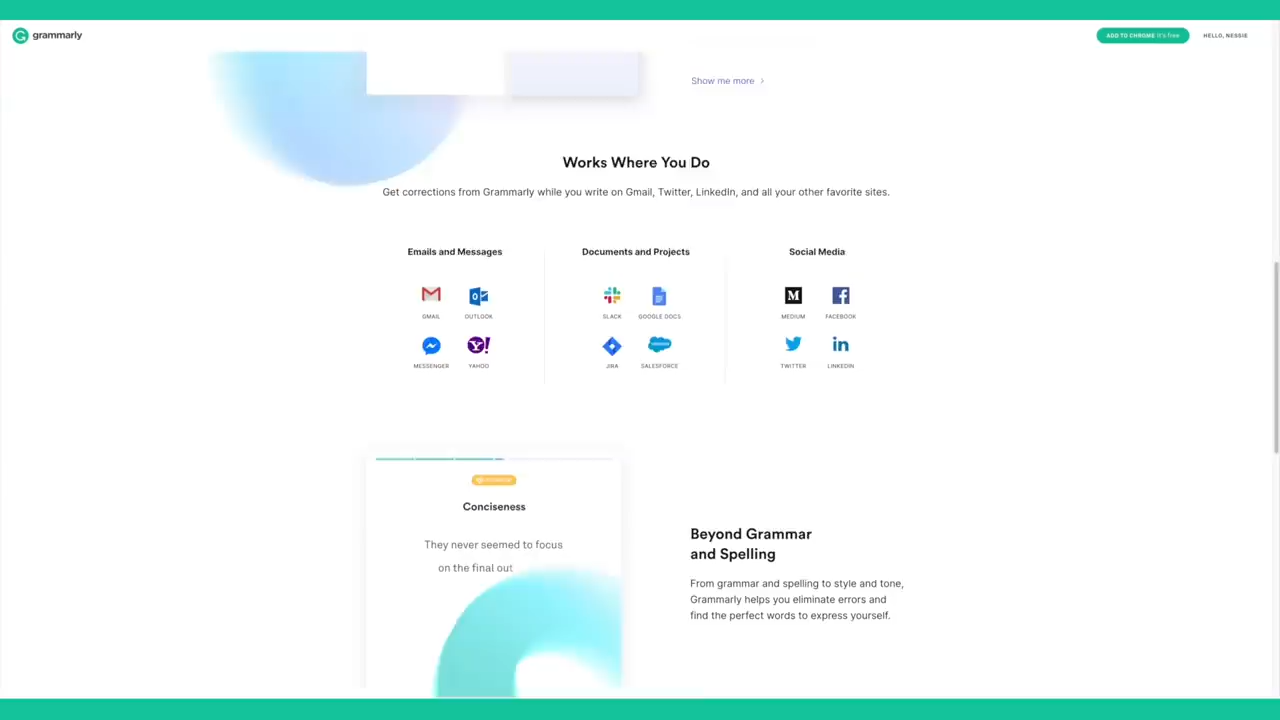 grammarly
ADD TO CHROME It's free
HELLO, NESSIE
Show me more
Works Where You Do
Get corrections from Grammarly while you write on Gmail, Twitter, LinkedIn, and all your other favorite sites.
Emails and Messages
GMAIL
OUTLOOK
MESSENGER
YAHOO
Documents and Projects
SLACK
GOOGLE DOCS
JIRA
SALESFORCE
Social Media
M
MEDIUM
FACEBOOK
TWITTER
in
LINKEDIN
Conciseness
They never seemed to focus
on the final out
Beyond Grammar
and Spelling
From grammar and spelling to style and tone,
Grammarly helps you eliminate errors and
find the perfect words to express yourself.